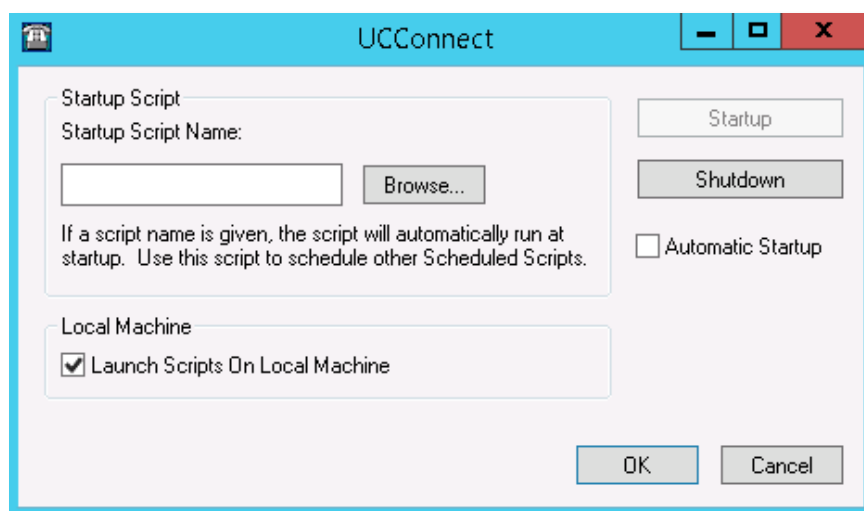 UCConnect
Startup Script
Startup Script Name:
Browse...
If a script name is given, the script will automatically run at
startup. Use this script to schedule other Scheduled Scripts.
Startup
Shutdown
Automatic Startup
Local Machine
Launch Scripts On Local Machine
OK
Cancel